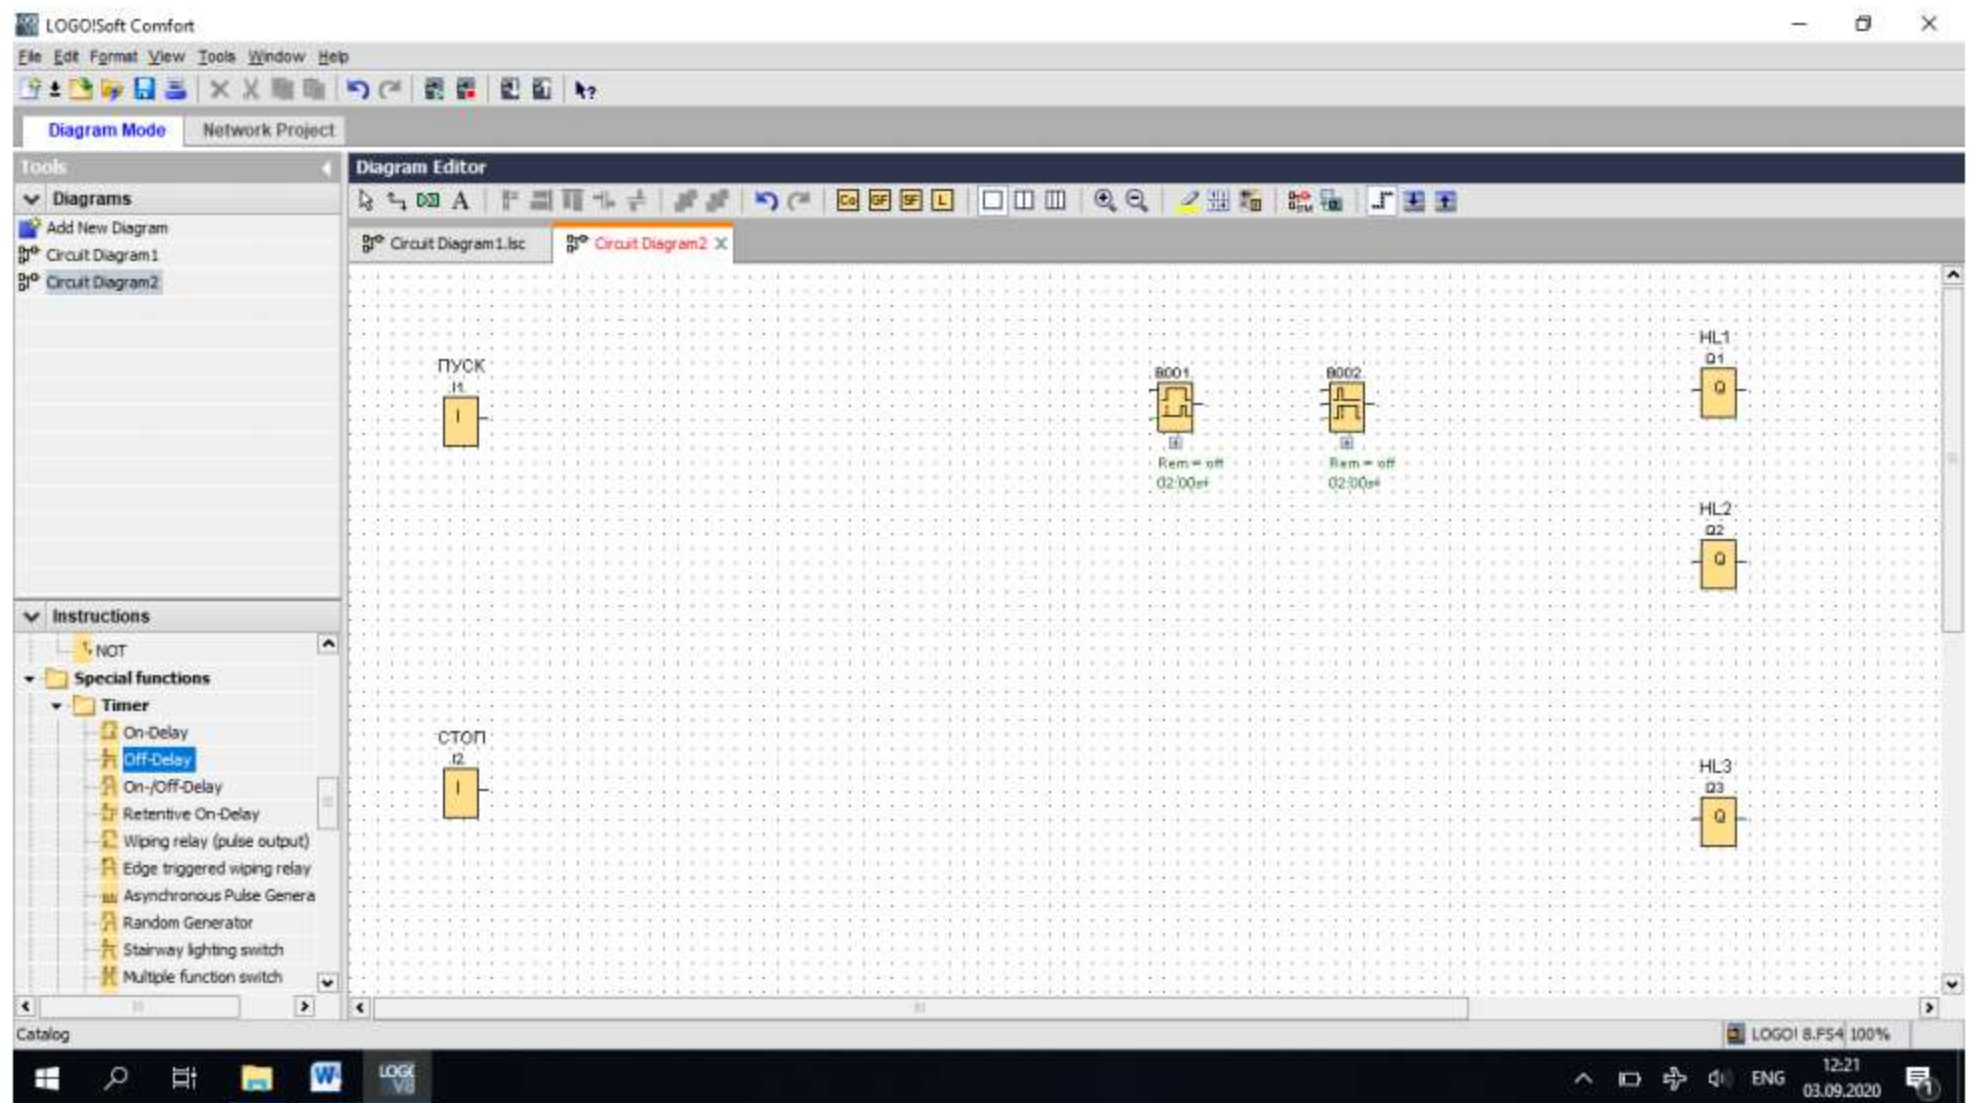 LOGO!Soft Comfort
File Edit Format View Tools Window Help
Diagram Mode Network Project
Tools
Diagram Editor
Diagrams
Add New Diagram
Circuit Diagram1
Circuit Diagram2
Co GF SF L
Circuit Diagram1.lsc
Circuit Diagram2
ПУСК
I1
I
B001
Rem = off
02:00s+
B002
Rem = off
02:00s+
HL1
Q1
Q
HL2
Q2
Q
СТОП
I2
I
HL3
Q3
Q
Instructions
NOT
Special functions
Timer
On-Delay
Off-Delay
On-/Off-Delay
Retentive On-Delay
Wiping relay (pulse output)
Edge triggered wiping relay
Asynchronous Pulse Genera
Random Generator
Stairway lighting switch
Multiple function switch
Catalog
LOGO! 8.FS4 100%
ENG
12:21
03.09.2020